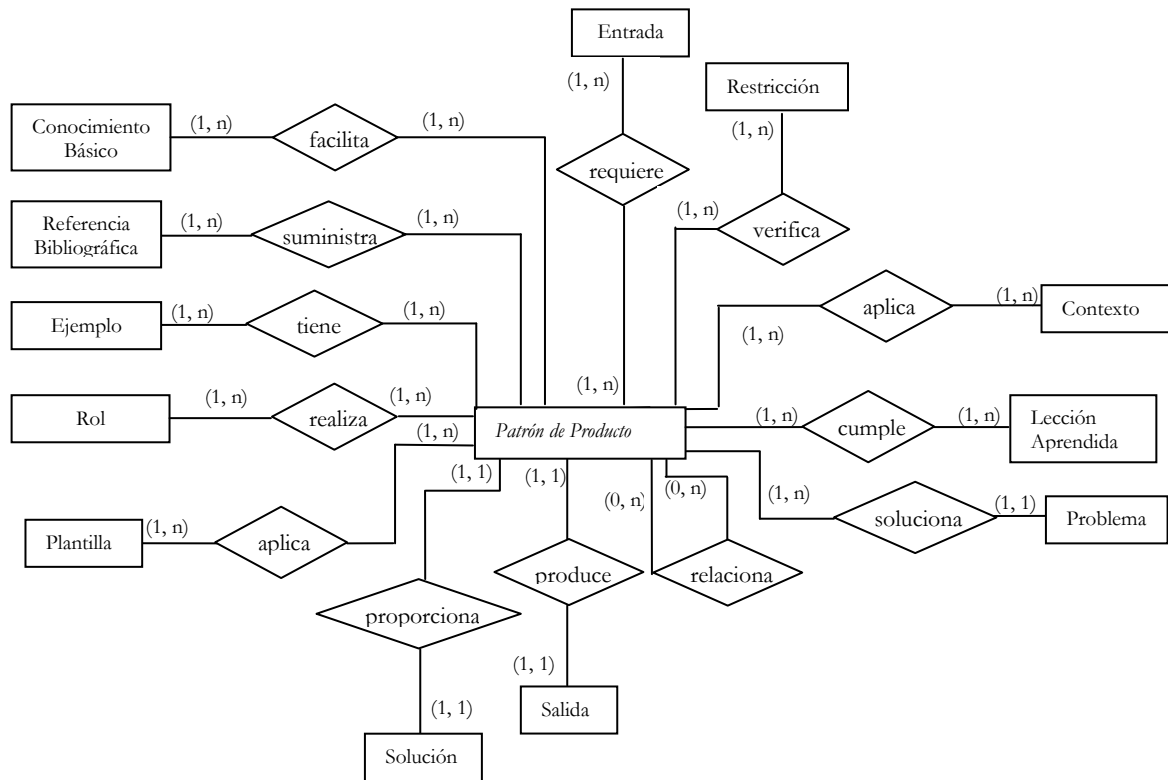 Entrada
(1, n)
Restricción
(1, n)
Conocimiento
Básico
(1, n)
facilita
(1, n)
requiere
(1, n)
Referencia
Bibliográfica
(1, n)
suministra
(1, n)
(1, n)
verifica
Ejemplo
(1, n)
tiene
(1, n)
(1, n)
aplica
(1, n)
Contexto
Rol
(1, n)
realiza
(1, n)
Patrón de Producto
(1, n)
cumple
(1, n)
Lección
Aprendida
(1, n)
Plantilla
(1, n)
aplica
(1, 1)
(1, 1)
(0, n)
(0, n)
(1, n)
soluciona
(1, 1)
Problema
proporciona
produce
relaciona
(1, 1)
Salida
(1, 1)
Solución